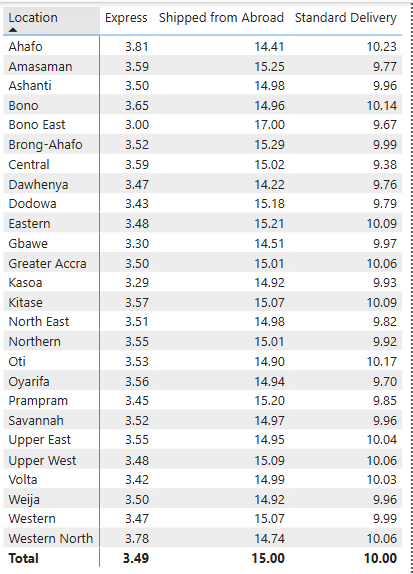 Location Express Shipped from Abroad Standard Delivery
Ahafo 3.81 14.41 10.23
Amasaman 3.59 15.25 9.77
Ashanti 3.50 14.98 9.96
Bono 3.65 14.96 10.14
Bono East 3.00 17.00 9.67
Brong-Ahafo 3.52 15.29 9.99
Central 3.59 15.02 9.38
Dawhenya 3.47 14.22 9.76
Dodowa 3.43 15.18 9.79
Eastern 3.48 15.21 10.09
Gbawe 3.30 14.51 9.97
Greater Accra 3.50 15.01 10.06
Kasoa 3.29 14.92 9.93
Kitase 3.57 15.07 10.09
North East 3.51 14.98 9.82
Northern 3.55 15.01 9.92
Oti 3.53 14.90 10.17
Oyarifa 3.56 14.94 9.70
Prampram 3.45 15.20 9.85
Savannah 3.52 14.97 9.96
Upper East 3.55 14.95 10.04
Upper West 3.48 15.09 10.06
Volta 3.42 14.99 10.03
Weija 3.50 14.92 9.96
Western 3.47 15.07 9.99
Western North 3.78 14.74 10.06
Total 3.49 15.00 10.00